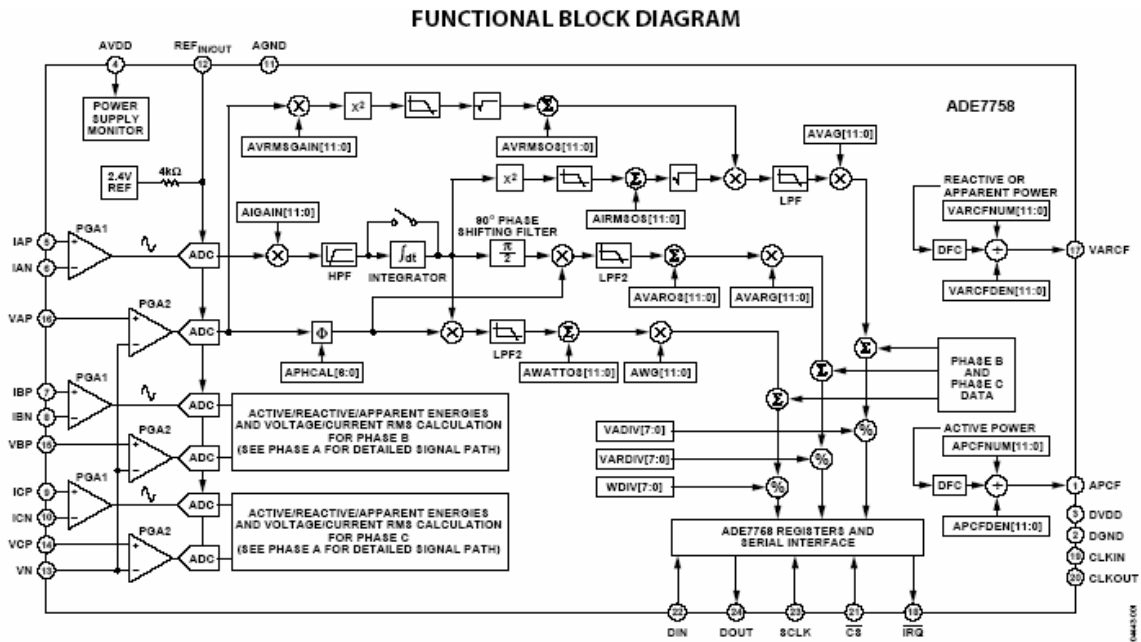 FUNCTIONAL BLOCK DIAGRAM
AVDD
REFIN/OUT
AGND
4
12
11
POWER
SUPPLY
MONITOR
X²
Σ
ADE7758
AVRMSGAIN[11:0]
AVRMSOS[11:0]
AVAG[11:0]
2.4V
REF
4kΩ
X²
Σ
LPF
AIRMSOS[11:0]
REACTIVE OR
APPARENT POWER
VARCFNUM[11:0]
DFC
÷
17
VARCF
VARCFDEN[11:0]
AIGAIN[11:0]
90° PHASE
SHIFTING FILTER
IAP
5
PGA1
ADC
IAN
6
HPF
∫dt
INTEGRATOR
π
2
LPF2
Σ
AVAROS[11:0]
AVARG[11:0]
VAP
16
PGA2
ADC
Φ
APHCAL[6:0]
LPF2
Σ
AWATTOS[11:0]
AWG[11:0]
Σ
Σ
Σ
PHASE B
AND
PHASE C
DATA
IBP
7
PGA1
ADC
IBN
8
VBP
15
PGA2
ADC
ACTIVE/REACTIVE/APPARENT ENERGIES
AND VOLTAGE/CURRENT RMS CALCULATION
FOR PHASE B
(SEE PHASE A FOR DETAILED SIGNAL PATH)
VADIV[7:0]
%
VARDIV[7:0]
%
WDIV[7:0]
%
ACTIVE POWER
APCFNUM[11:0]
DFC
÷
1
APCF
APCFDEN[11:0]
ICP
9
PGA1
ADC
ICN
10
VCP
14
PGA2
ADC
VN
13
ACTIVE/REACTIVE/APPARENT ENERGIES
AND VOLTAGE/CURRENT RMS CALCULATION
FOR PHASE C
(SEE PHASE A FOR DETAILED SIGNAL PATH)
ADE7758 REGISTERS AND
SERIAL INTERFACE
3
DVDD
2
DGND
19
CLKIN
20
CLKOUT
22
24
23
21
18
DIN
DOUT
SCLK
CS
IRQ